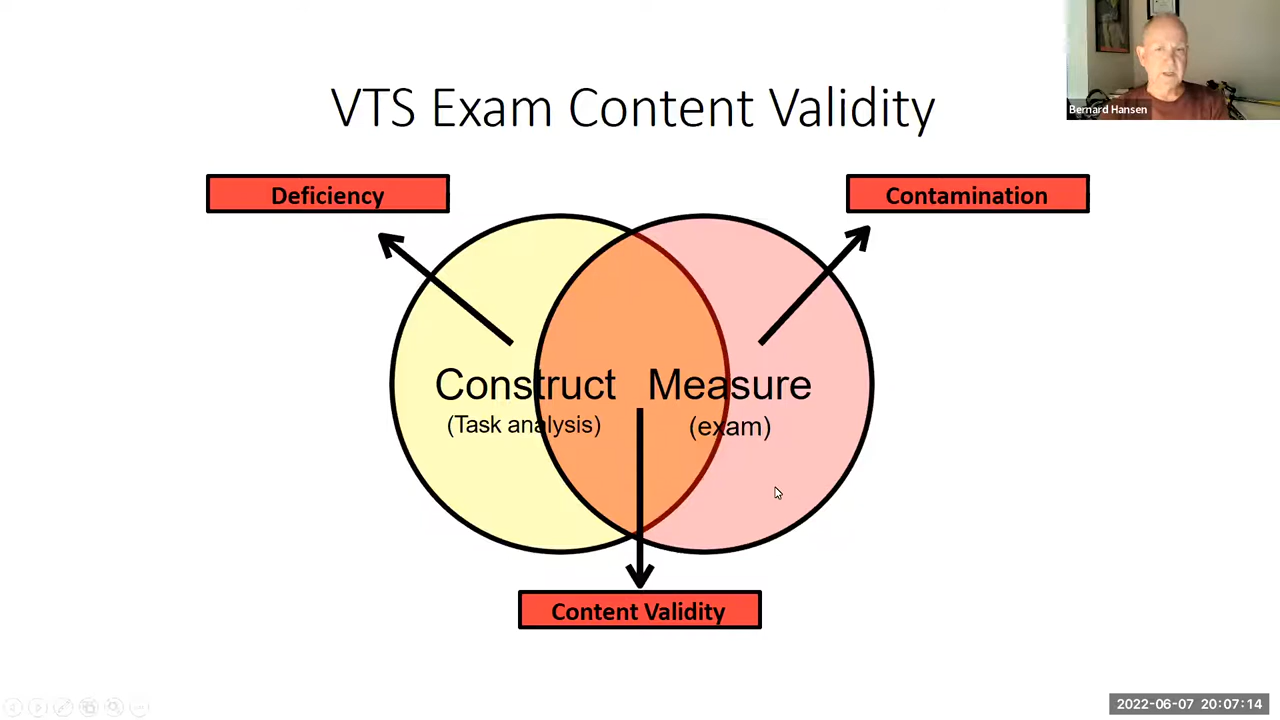 VTS Exam Content Validity
Bernard Hansen
Deficiency
Contamination
Construct
(Task analysis)
Measure
(exam)
Content Validity
2022-06-07 20:07:14